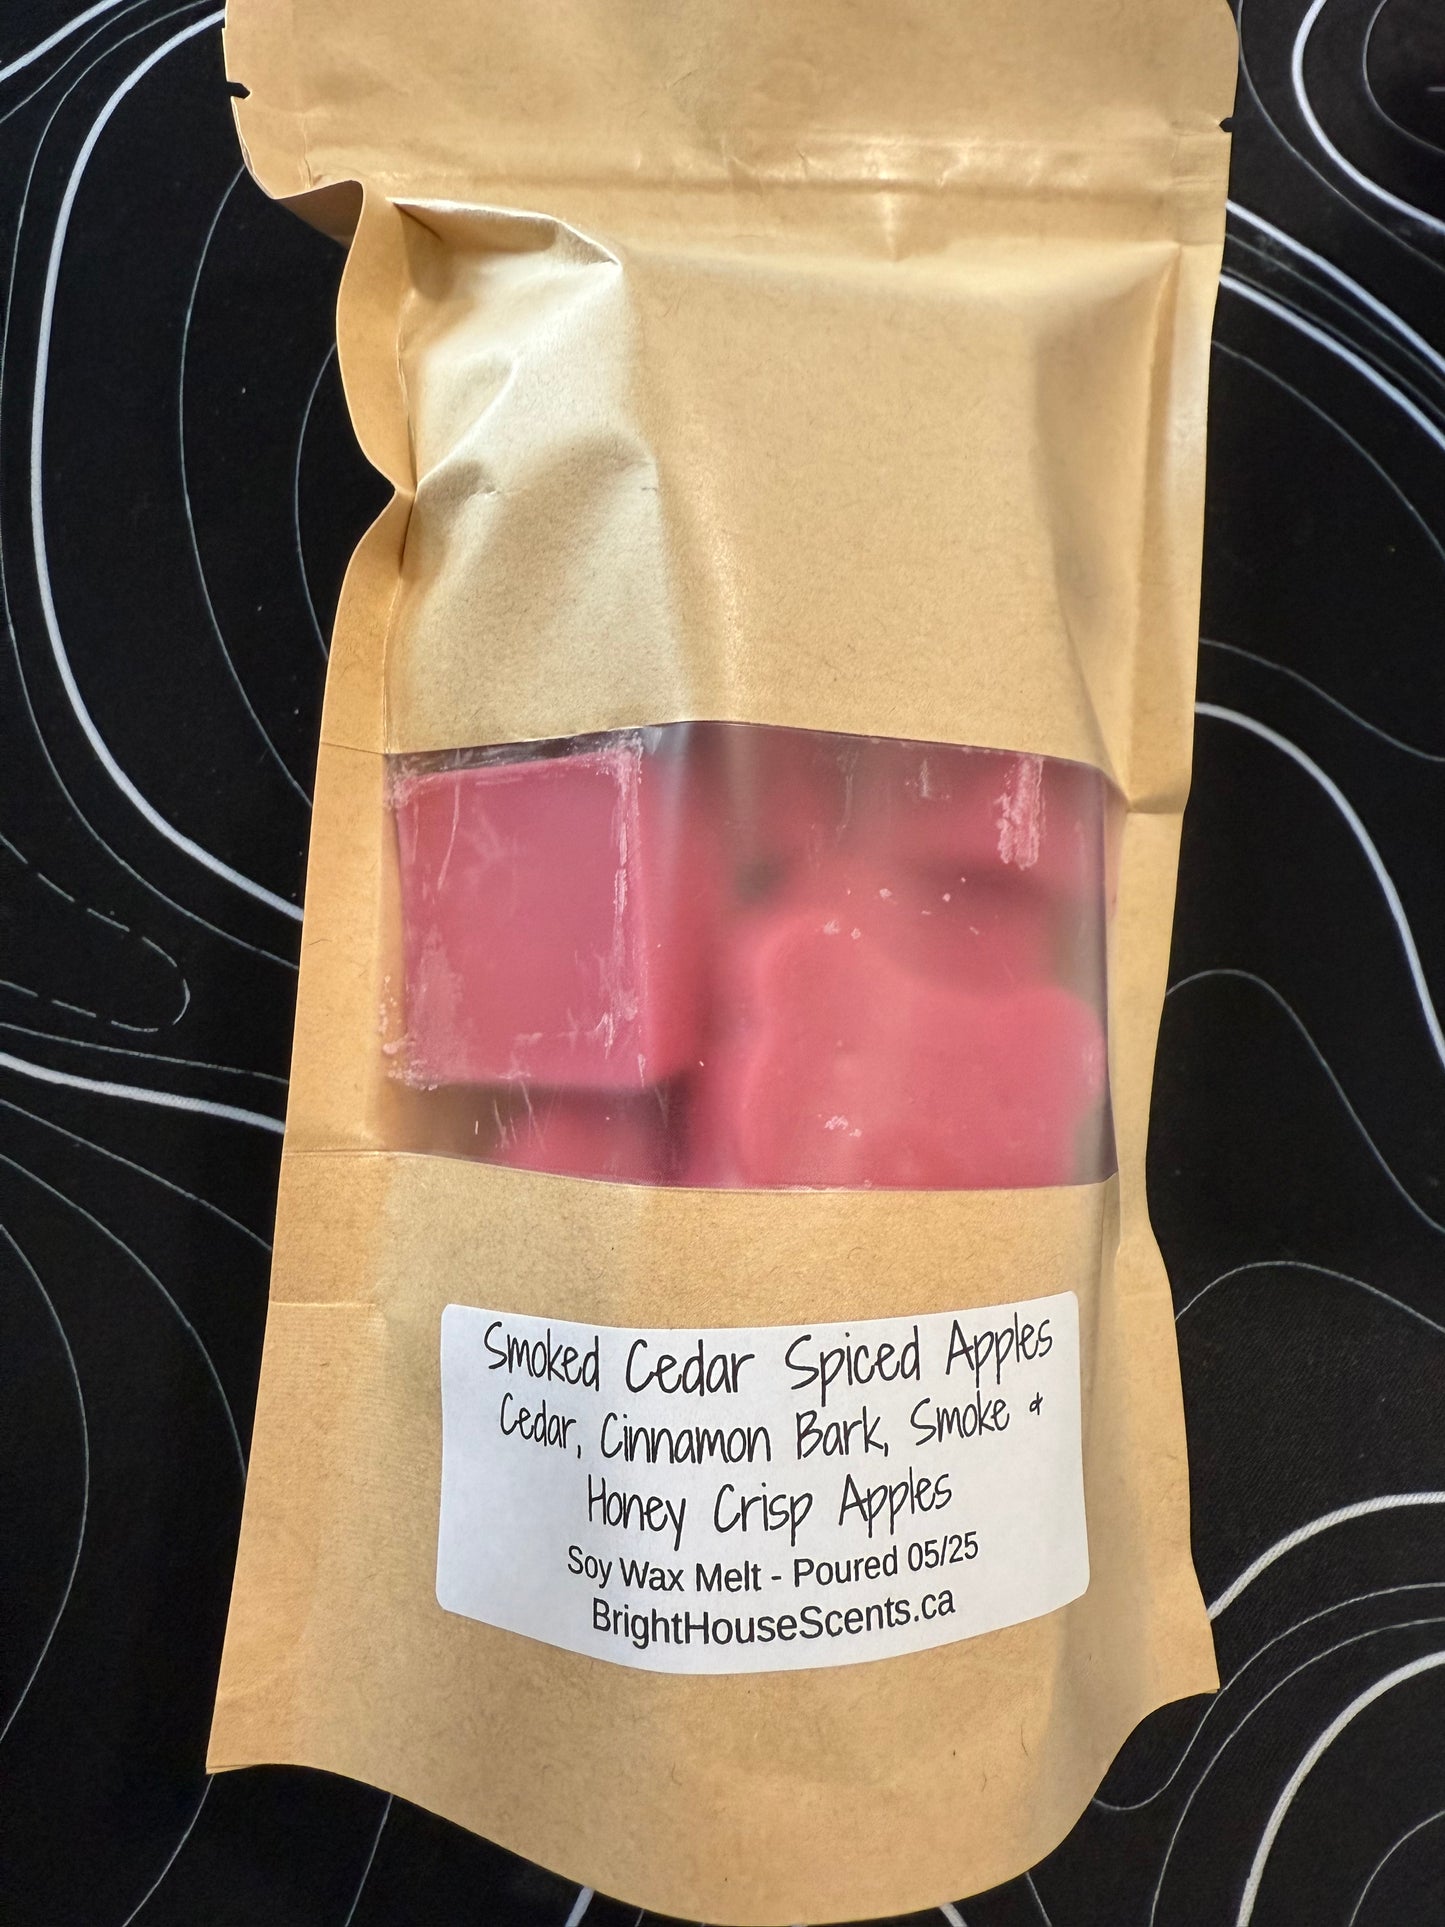 Smoked Cedar Spiced Apples
Cedar, Cinnamon Bark, Smoke &
Honey Crisp Apples
Soy Wax Melt - Poured 05/25
BrightHouseScents.ca